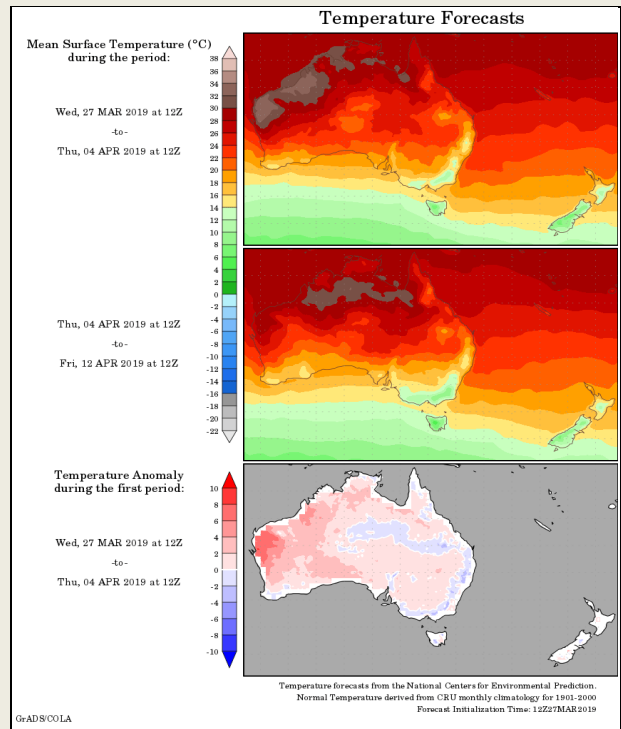 Temperature Forecasts
Mean Surface Temperature (°C)
during the period:
38
36
34
32
30
28
26
24
22
20
18
16
14
12
10
8
6
4
2
0
-2
-4
-6
-8
-10
-12
-14
-16
-18
-20
-22
Wed, 27 MAR 2019 at 12Z
-to-
Thu, 04 APR 2019 at 12Z
Thu, 04 APR 2019 at 12Z
-to-
Fri, 12 APR 2019 at 12Z
Temperature Anomaly
during the first period:
10
8
6
4
2
0
-2
-4
-6
-8
-10
Wed, 27 MAR 2019 at 12Z
-to-
Thu, 04 APR 2019 at 12Z
Temperature forecasts from the National Centers for Environmental Prediction.
Normal Temperature derived from CRU monthly climatology for 1901-2000
Forecast Initialization Time: 12Z27MAR2019
GrADS/COLA